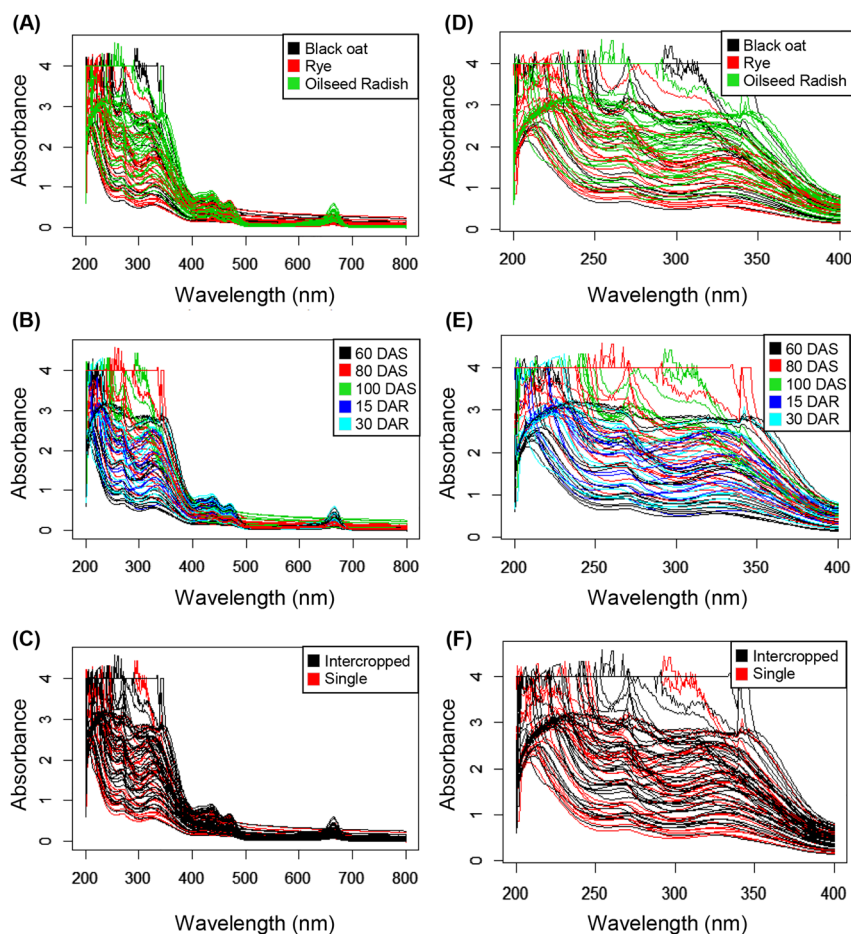 (A)
Black oat
Rye
Oilseed Radish
Absorbance
4
3
2
1
0
200 300 400 500 600 700 800
Wavelength (nm)
(D)
Black oat
Rye
Oilseed Radish
Absorbance
4
3
2
1
0
200 250 300 350 400
Wavelength (nm)
(B)
60 DAS
80 DAS
100 DAS
15 DAR
30 DAR
Absorbance
4
3
2
1
0
200 300 400 500 600 700 800
Wavelength (nm)
(E)
60 DAS
80 DAS
100 DAS
15 DAR
30 DAR
Absorbance
4
3
2
1
0
200 250 300 350 400
Wavelength (nm)
(C)
Intercropped
Single
Absorbance
4
3
2
1
0
200 300 400 500 600 700 800
Wavelength (nm)
(F)
Intercropped
Single
Absorbance
4
3
2
1
0
200 250 300 350 400
Wavelength (nm)